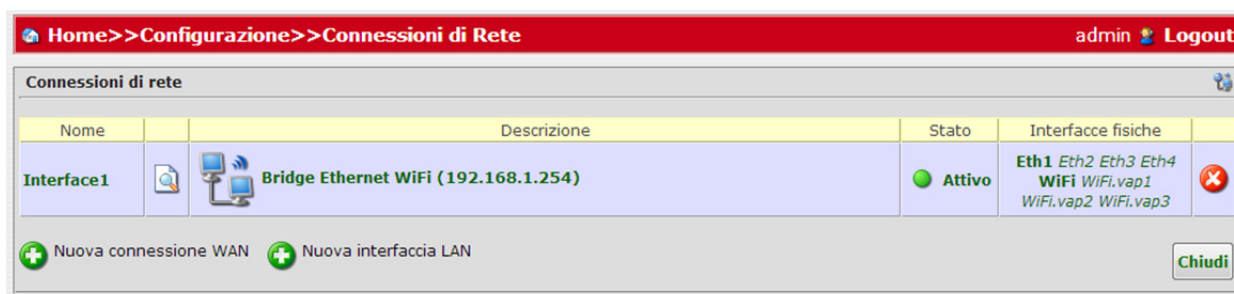 Home>>Configurazione>>Connessioni di Rete admin Logout
Connessioni di rete
Nome Descrizione Stato Interfacce fisiche
Interface1 Bridge Ethernet WiFi (192.168.1.254) Attivo Eth1 Eth2 Eth3 Eth4
WiFi WiFi.vap1
WiFi.vap2 WiFi.vap3
Nuova connessione WAN Nuova interfaccia LAN
Chiudi